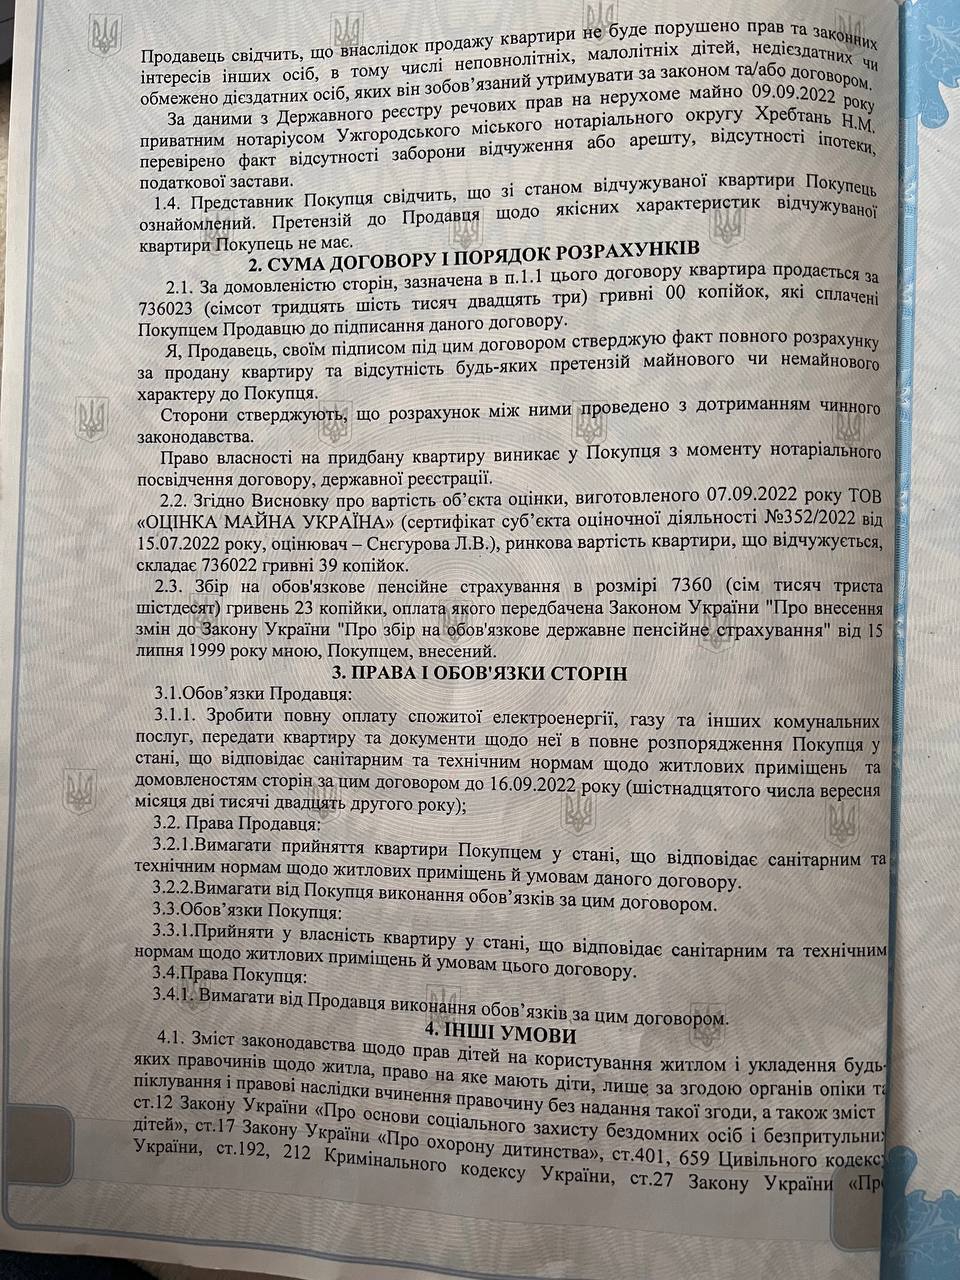 Продавець свідчить, що внаслідок продажу квартири не буде порушено прав та законних
інтересів інших осіб, в тому числі неповнолітніх, малолітніх дітей, недієздатних чи
обмежено дієздатних осіб, яких він зобов’язаний утримувати за законом та/або договором.
За даними з Державного реєстру речових прав на нерухоме майно 09.09.2022 року
приватним нотаріусом Ужгородського міського нотаріального округу Хребтань Н.М.
перевірено факт відсутності заборони відчуження або арешту, відсутності іпотеки,
податкової застави.
1.4. Представник Покупця свідчить, що зі станом відчужуваної квартири Покупець
ознайомлений. Претензій до Продавця щодо якісних характеристик відчужуваної
квартири Покупець не має.
2. СУМА ДОГОВОРУ І ПОРЯДОК РОЗРАХУНКІВ
2.1. За домовленістю сторін, зазначена в п.1.1 цього договору квартира продається за
736023 (сімсот тридцять шість тисяч двадцять три) гривні 00 копійок, які сплачені
Покупцем Продавцю до підписання даного договору.
Я, Продавець, своїм підписом під цим договором стверджую факт повного розрахунку
за продану квартиру та відсутність будь-яких претензій майнового чи немайнового
характеру до Покупця.
Сторони стверджують, що розрахунок між ними проведено з дотриманням чинного
законодавства.
Право власності на придбану квартиру виникає у Покупця з моменту нотаріального
посвідчення договору, державної реєстрації.
2.2. Згідно Висновку про вартість об’єкта оцінки, виготовленого 07.09.2022 року ТОВ
«ОЦІНКА МАЙНА УКРАЇНА» (сертифікат суб’єкта оціночної діяльності №352/2022 від
15.07.2022 року, оцінювач – Снєгурова Л.В.), ринкова вартість квартири, що відчужується,
складає 736022 гривні 39 копійок.
2.3. Збір на обов'язкове пенсійне страхування в розмірі 7360 (сім тисяч триста
шістдесят) гривень 23 копійки, оплата якого передбачена Законом України "Про внесення
змін до Закону України "Про збір на обов'язкове державне пенсійне страхування" від 15
липня 1999 року мною, Покупцем, внесений.
3. ПРАВА І ОБОВ'ЯЗКИ СТОРІН
3.1.Обов’язки Продавця:
3.1.1. Зробити повну оплату спожитої електроенергії, газу та інших комунальних
послуг, передати квартиру та документи щодо неї в повне розпорядження Покупця у
стані, що відповідає санітарним та технічним нормам щодо житлових приміщень та
домовленостям сторін за цим договором до 16.09.2022 року (шістнадцятого числа вересня
місяця дві тисячі двадцять другого року);
3.2. Права Продавця:
3.2.1.Вимагати прийняття квартири Покупцем у стані, що відповідає санітарним та
технічним нормам щодо житлових приміщень й умовам даного договору.
3.2.2.Вимагати від Покупця виконання обов’язків за цим договором.
3.3.Обов’язки Покупця:
3.3.1.Прийняти у власність квартиру у стані, що відповідає санітарним та технічним
нормам щодо житлових приміщень й умовам цього договору.
3.4.Права Покупця:
3.4.1. Вимагати від Продавця виконання обов’язків за цим договором.
4. ІНШІ УМОВИ
4.1. Зміст законодавства щодо прав дітей на користування житлом і укладення будь-
яких правочинів щодо житла, право на яке мають діти, лише за згодою органів опіки та
піклування і правові наслідки вчинення правочину без надання такої згоди, а також зміст
ст.12 Закону України «Про основи соціального захисту бездомних осіб і безпритульних
дітей», ст.17 Закону України «Про охорону дитинства», ст.401, 659 Цивільного кодексу
України, ст.192, 212 Кримінального кодексу України, ст.27 Закону України «Про